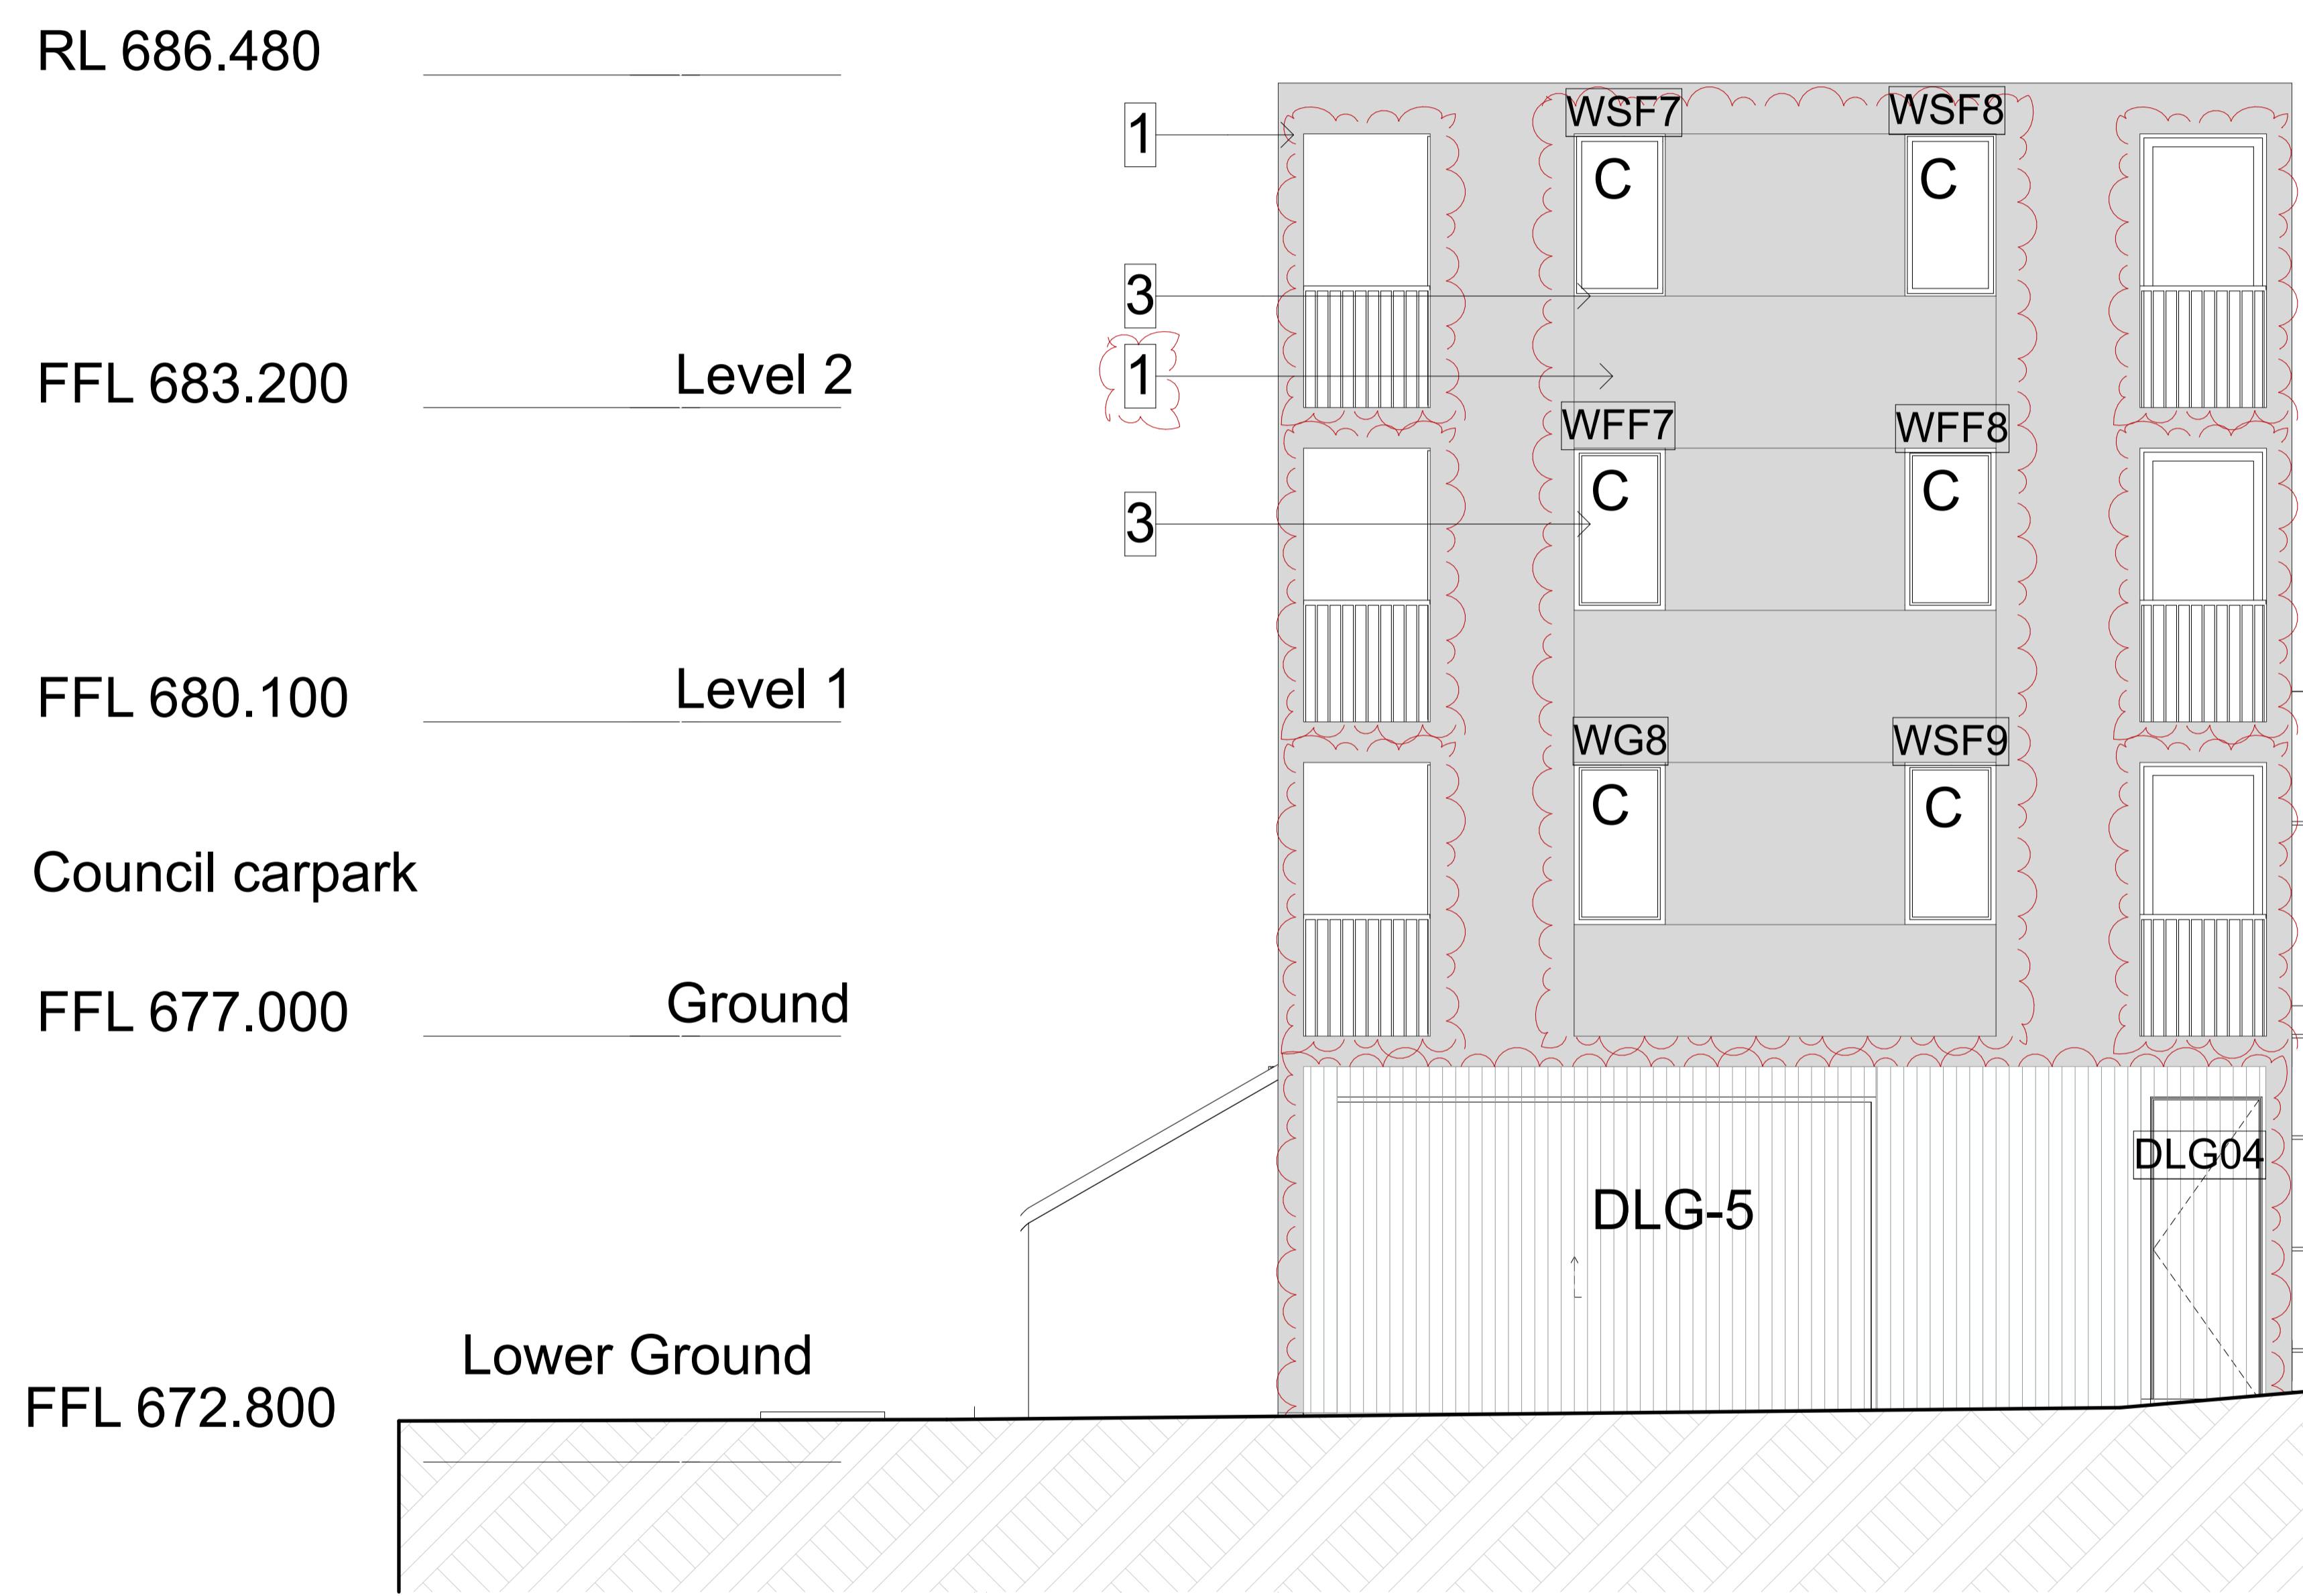 RL 686.480
1
WSF7
WSF8
C
C
3
FFL 683.200
Level 2
1
WFF7
WFF8
C
C
3
FFL 680.100
Level 1
WG8
WSF9
C
C
Council carpark
FFL 677.000
Ground
DLG04
DLG-5
Lower Ground
FFL 672.800